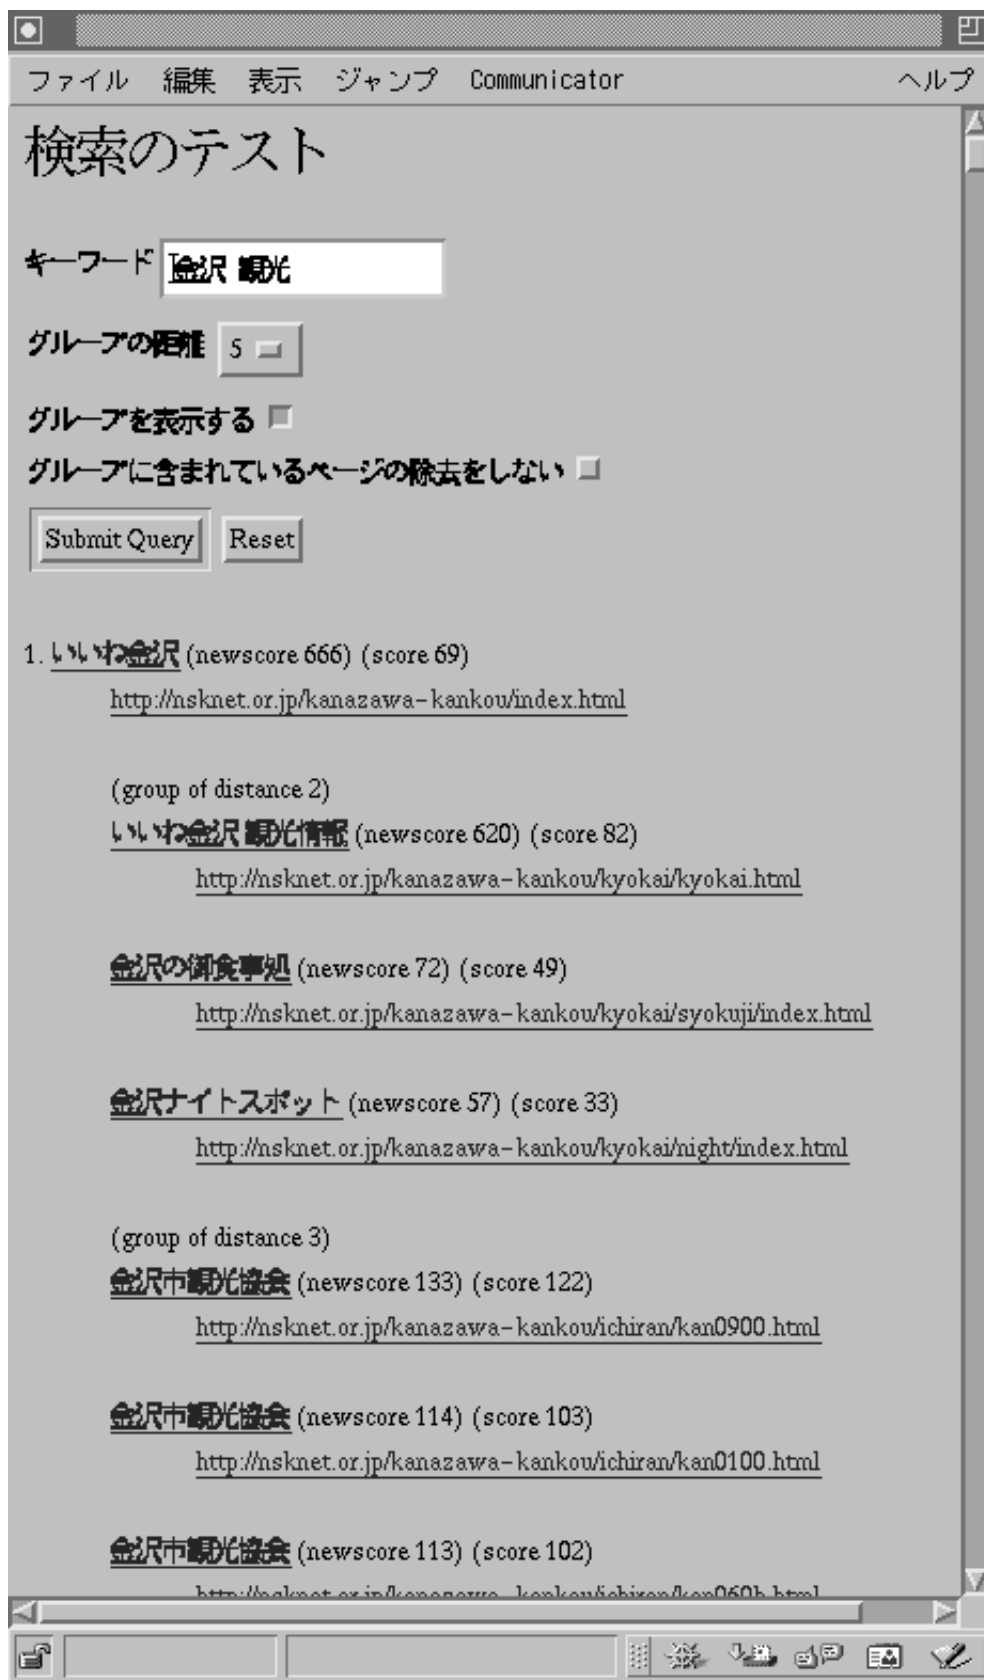 ファイル 編集 表示 ジャンプ Communicator ヘルプ
検索のテスト
キーワード 金沢 観光
グループの距離 5
グループを表示する
グループに含まれているページの除去をしない
Submit Query Reset
1. いいね金沢 (newscore 666) (score 69)
http://nsknet.or.jp/kanazawa-kankou/index.html
(group of distance 2)
いいね金沢 観光情報 (newscore 620) (score 82)
http://nsknet.or.jp/kanazawa-kankou/kyokai/kyokai.html
金沢の御食事処 (newscore 72) (score 49)
http://nsknet.or.jp/kanazawa-kankou/kyokai/syokuji/index.html
金沢ナイトスポット (newscore 57) (score 33)
http://nsknet.or.jp/kanazawa-kankou/kyokai/night/index.html
(group of distance 3)
金沢市観光協会 (newscore 133) (score 122)
http://nsknet.or.jp/kanazawa-kankou/ichiran/kan0900.html
金沢市観光協会 (newscore 114) (score 103)
http://nsknet.or.jp/kanazawa-kankou/ichiran/kan0100.html
金沢市観光協会 (newscore 113) (score 102)
http://nsknet.or.jp/kanazawa-kankou/ichiran/kan060b.html